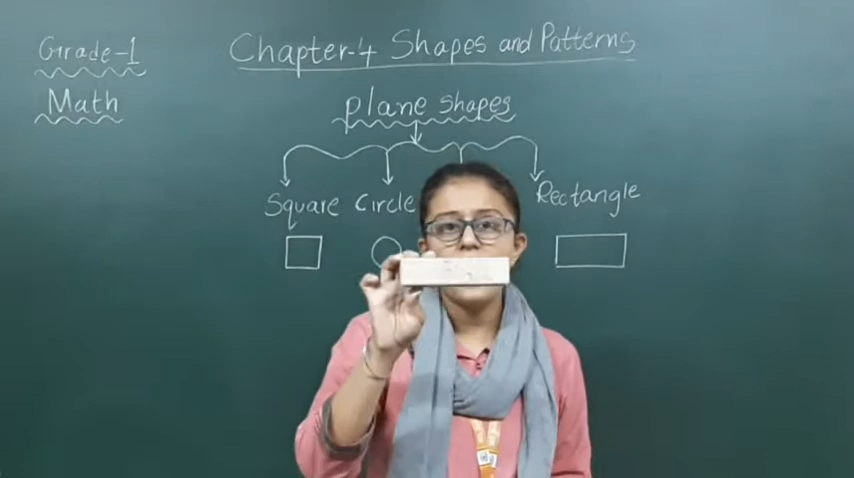 Grade-1
Chapter-4 Shapes and Patterns
Math
plane shapes
Square Circle Rectangle